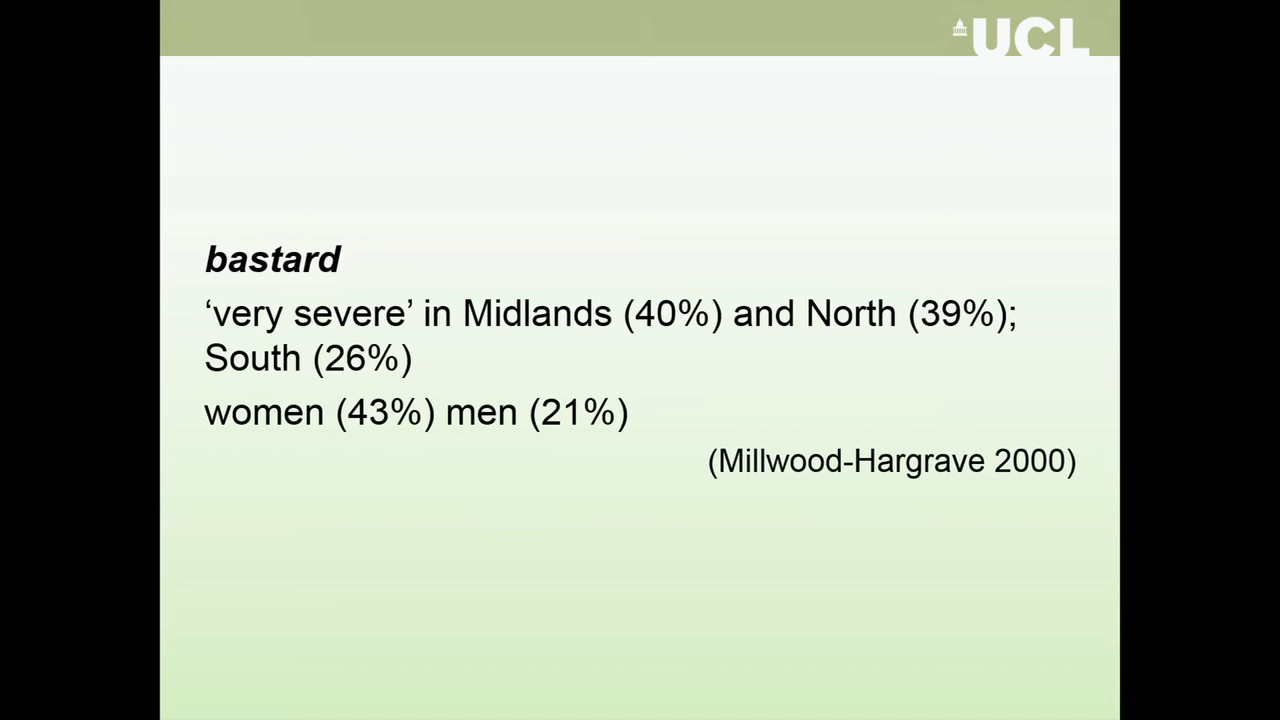 UCL
bastard
‘very severe’ in Midlands (40%) and North (39%);
South (26%)
women (43%) men (21%)
(Millwood-Hargrave 2000)